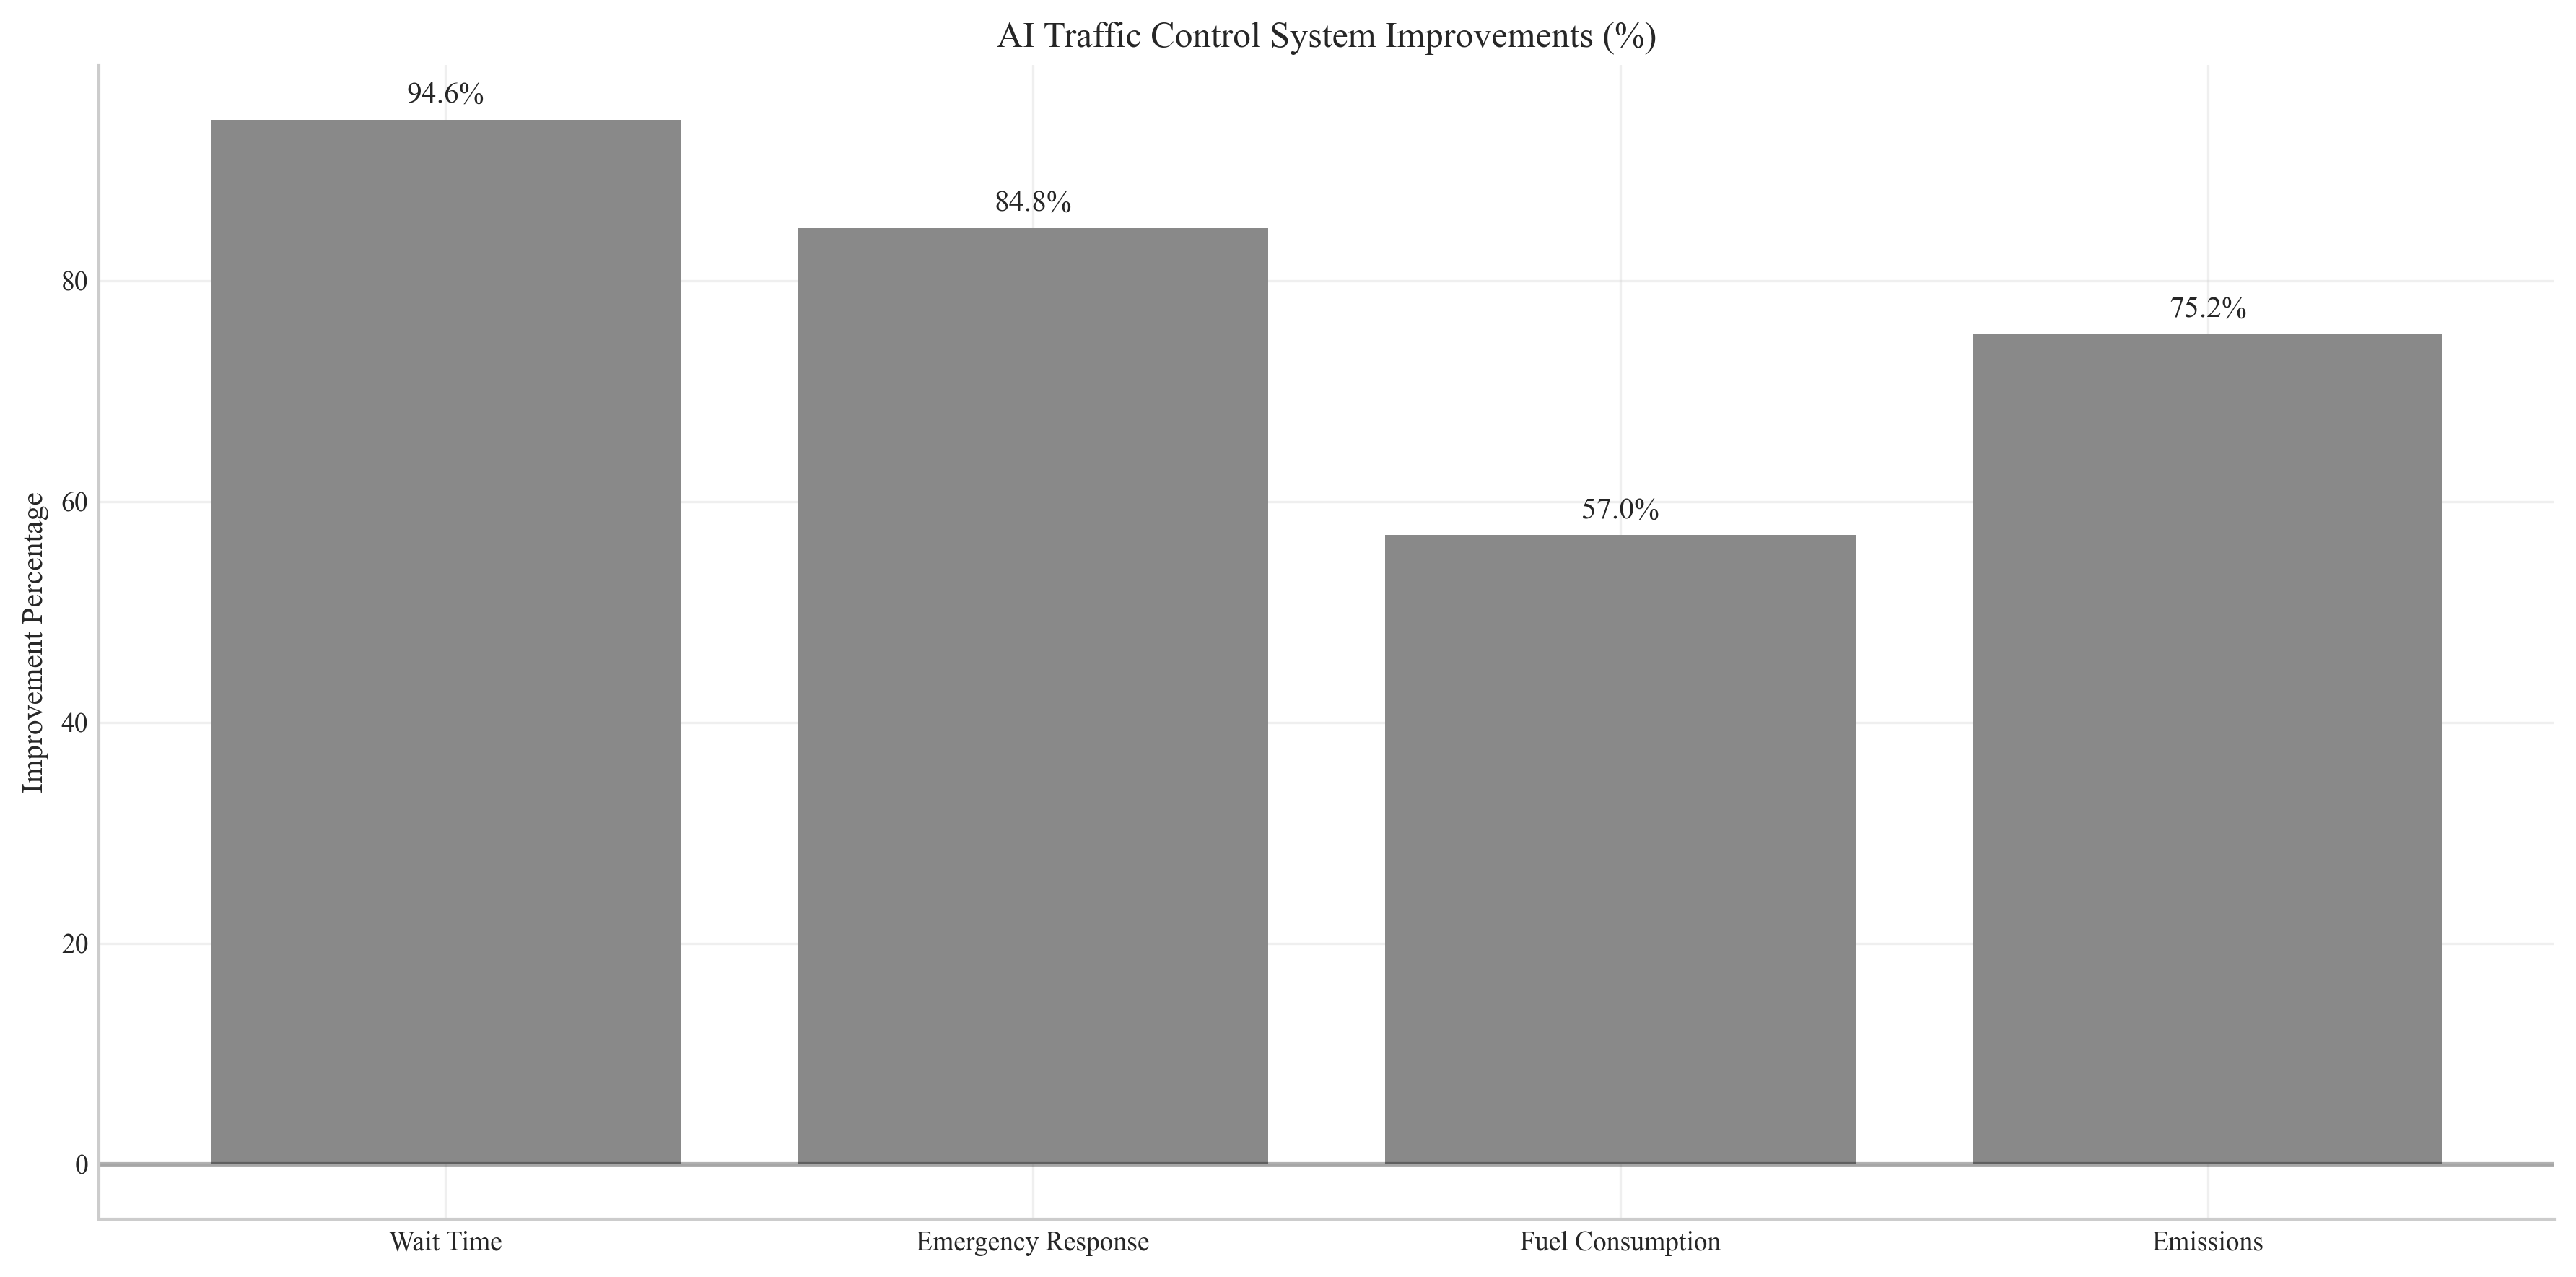 AI Traffic Control System Improvements (%)
94.6%
84.8%
57.0%
75.2%
Improvement Percentage
80
60
40
20
0
Wait Time
Emergency Response
Fuel Consumption
Emissions